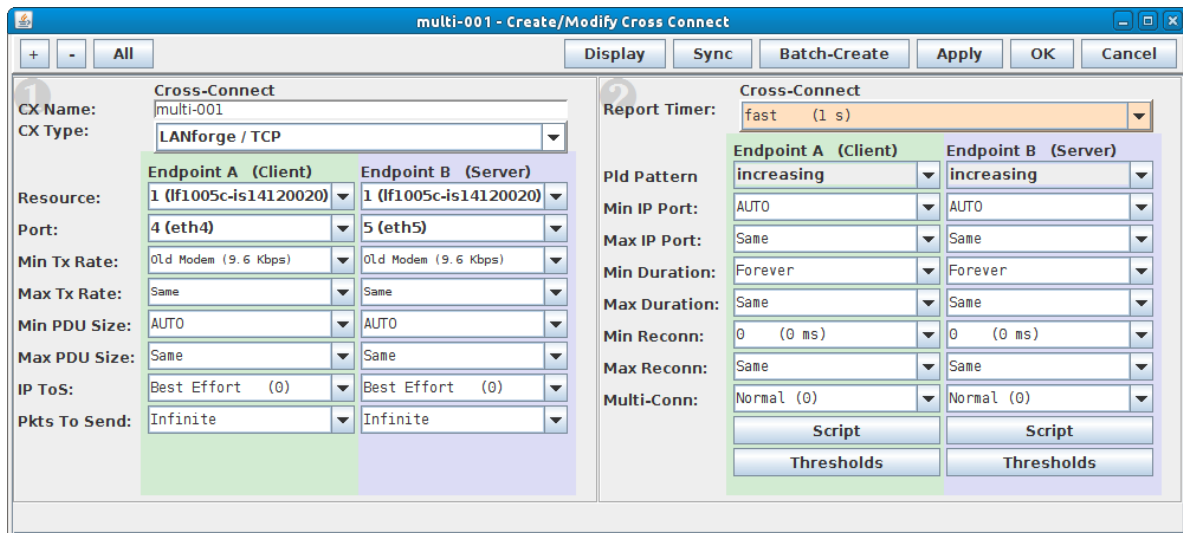 multi-001 - Create/Modify Cross Connect
+ - All Display Sync Batch-Create Apply OK Cancel
1
Cross-Connect
CX Name: multi-001
CX Type: LANforge / TCP
Endpoint A (Client) Endpoint B (Server)
Resource: 1 (lf1005c-is14120020) 1 (lf1005c-is14120020)
Port: 4 (eth4) 5 (eth5)
Min Tx Rate: Old Modem (9.6 Kbps) Old Modem (9.6 Kbps)
Max Tx Rate: Same Same
Min PDU Size: AUTO AUTO
Max PDU Size: Same Same
IP ToS: Best Effort (0) Best Effort (0)
Pkts To Send: Infinite Infinite
2
Cross-Connect
Report Timer: fast (1 s)
Endpoint A (Client) Endpoint B (Server)
Pld Pattern increasing increasing
Min IP Port: AUTO AUTO
Max IP Port: Same Same
Min Duration: Forever Forever
Max Duration: Same Same
Min Reconn: 0 (0 ms) 0 (0 ms)
Max Reconn: Same Same
Multi-Conn: Normal (0) Normal (0)
Script Script
Thresholds Thresholds